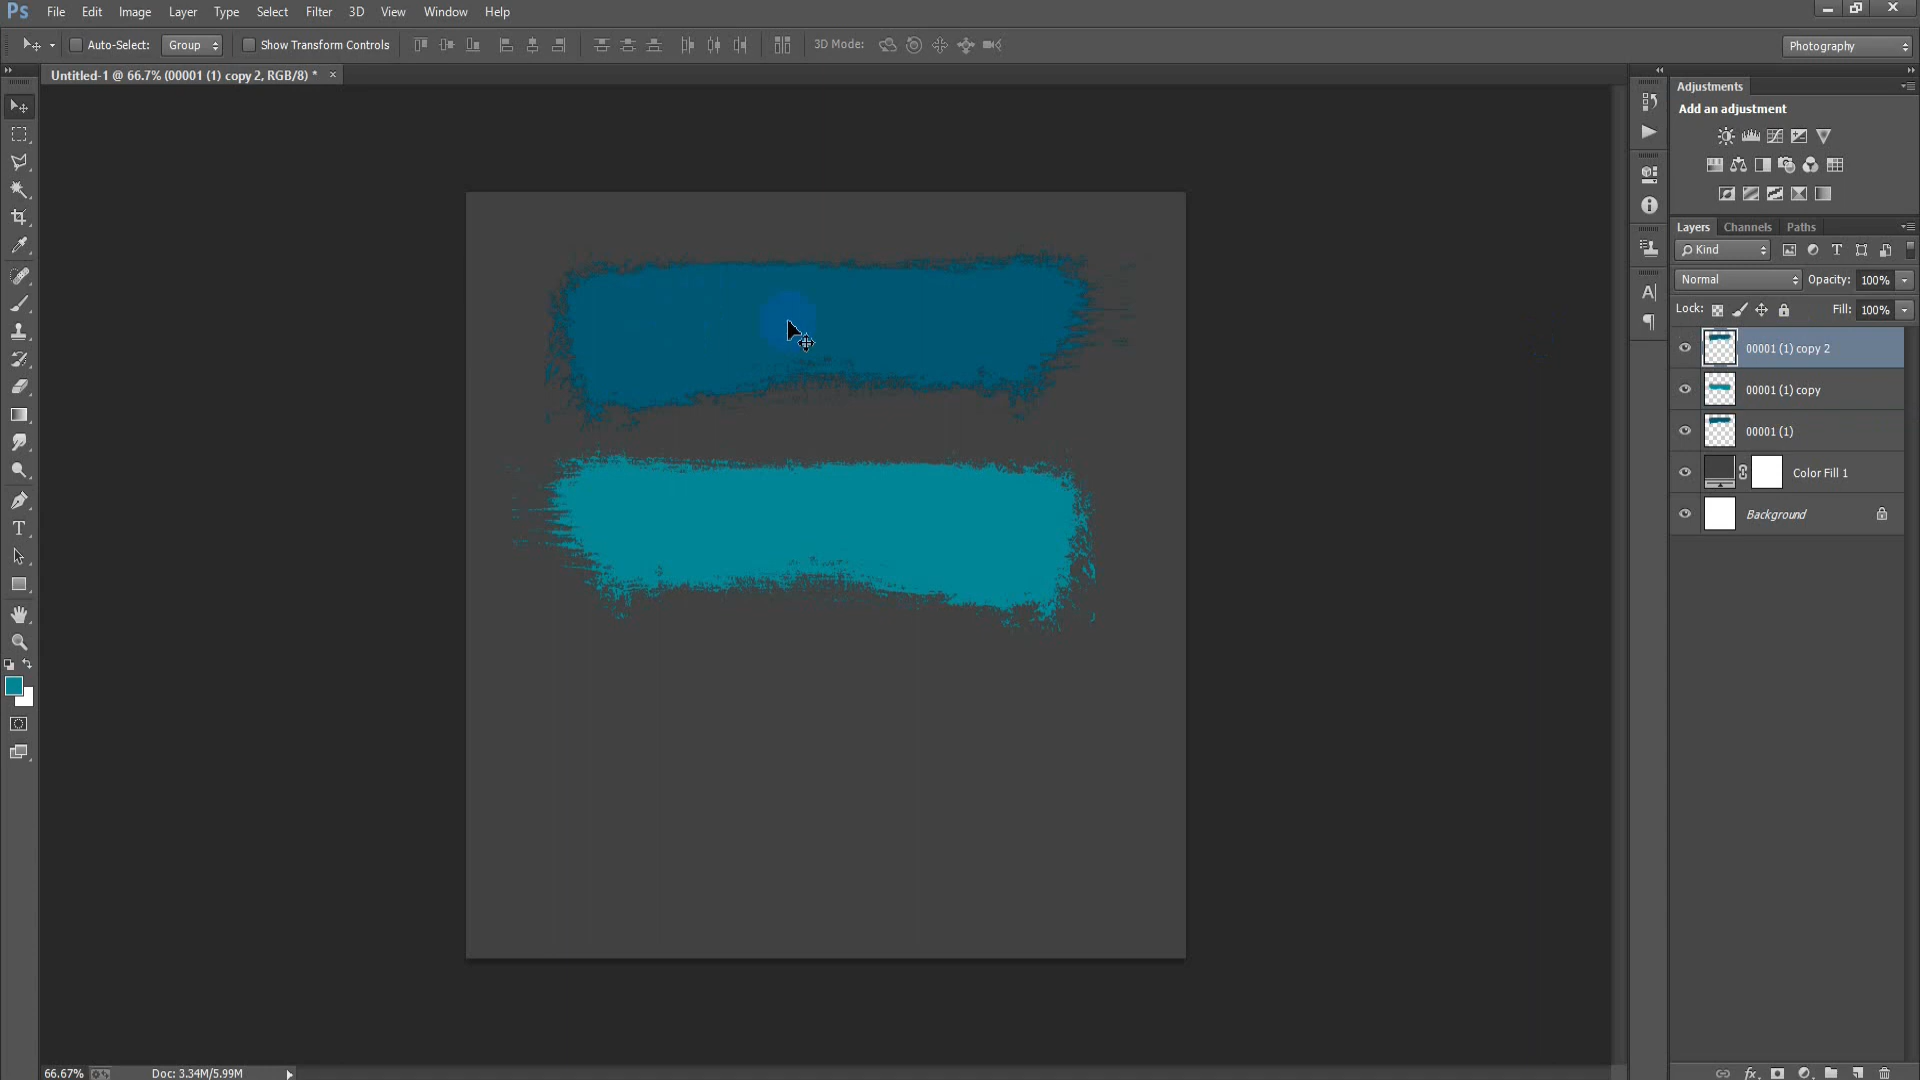 Ps File Edit Image Layer Type Select Filter 3D View Window Help
Auto-Select: Group Show Transform Controls 3D Mode: Photography
Untitled-1 @ 66.7% (00001 (1) copy 2, RGB/8) * ×
Adjustments
Add an adjustment
Layers Channels Paths
Kind
Normal Opacity: 100%
Lock: Fill: 100%
00001 (1) copy 2
00001 (1) copy
00001 (1)
Color Fill 1
Background
66.67% Doc: 3.34M/5.99M